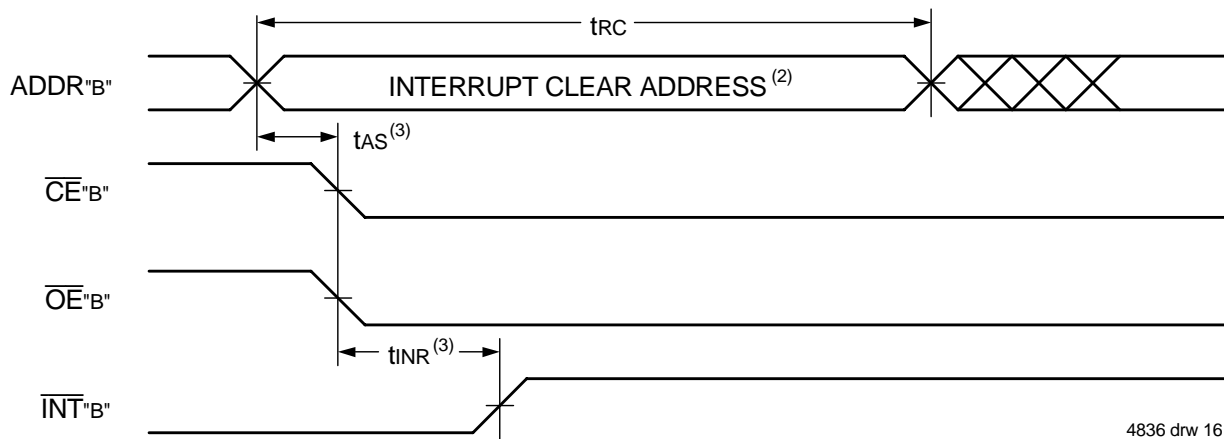 tRC
ADDR"B"
INTERRUPT CLEAR ADDRESS(2)
tAS(3)
CE"B"
OE"B"
tINR(3)
INT"B"
4836 drw 16